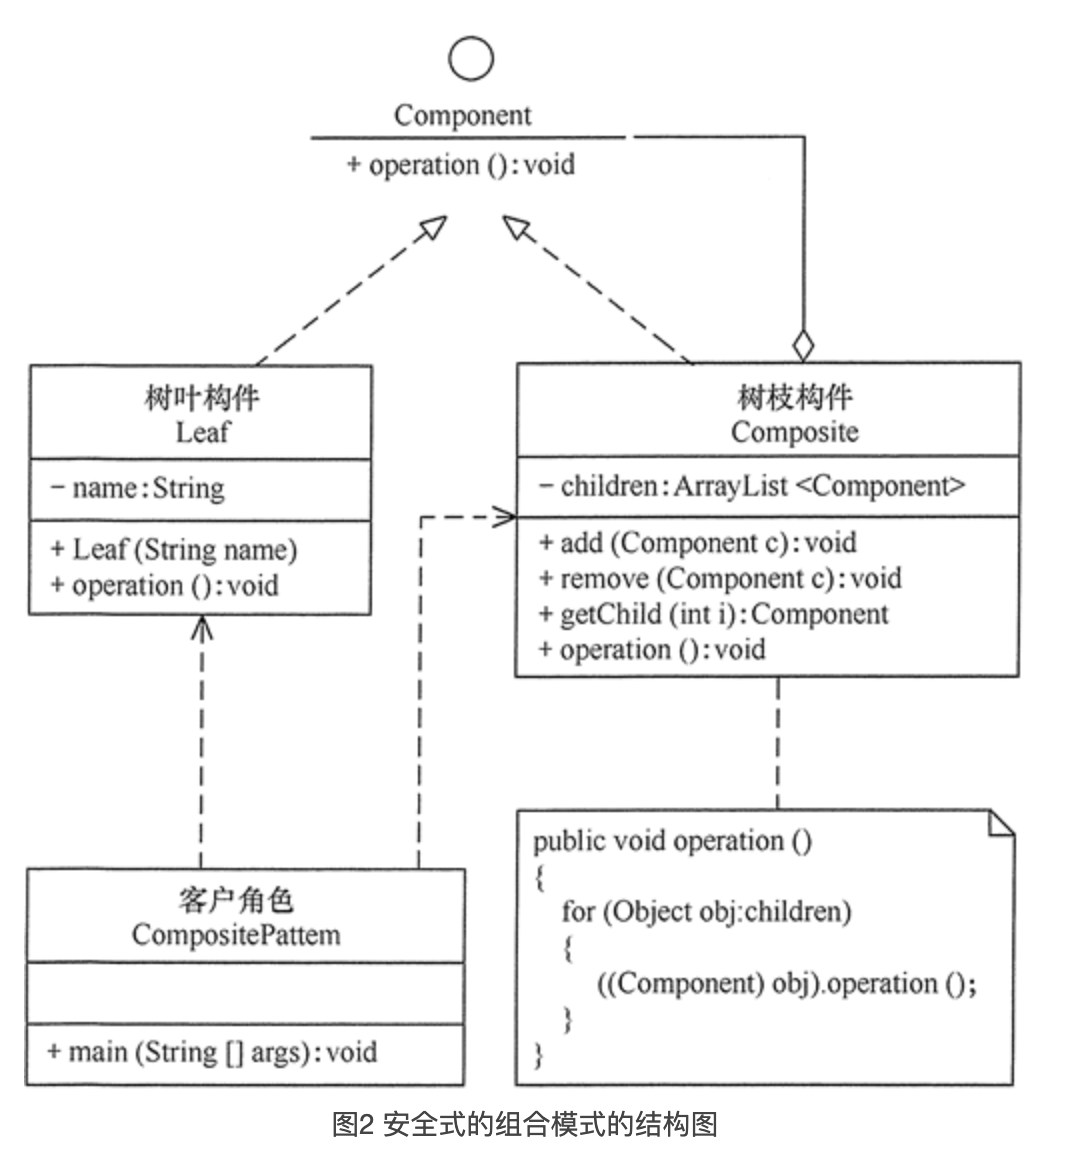 Component
+ operation ():void
树叶构件
Leaf
- name:String
+ Leaf (String name)
+ operation ():void
树枝构件
Composite
- children:ArrayList <Component>
+ add (Component c):void
+ remove (Component c):void
+ getChild (int i):Component
+ operation ():void
客户角色
CompositePattem
+ main (String [] args):void
public void operation ()
{
for (Object obj:children)
{
((Component) obj).operation ();
}
}
图2 安全式的组合模式的结构图